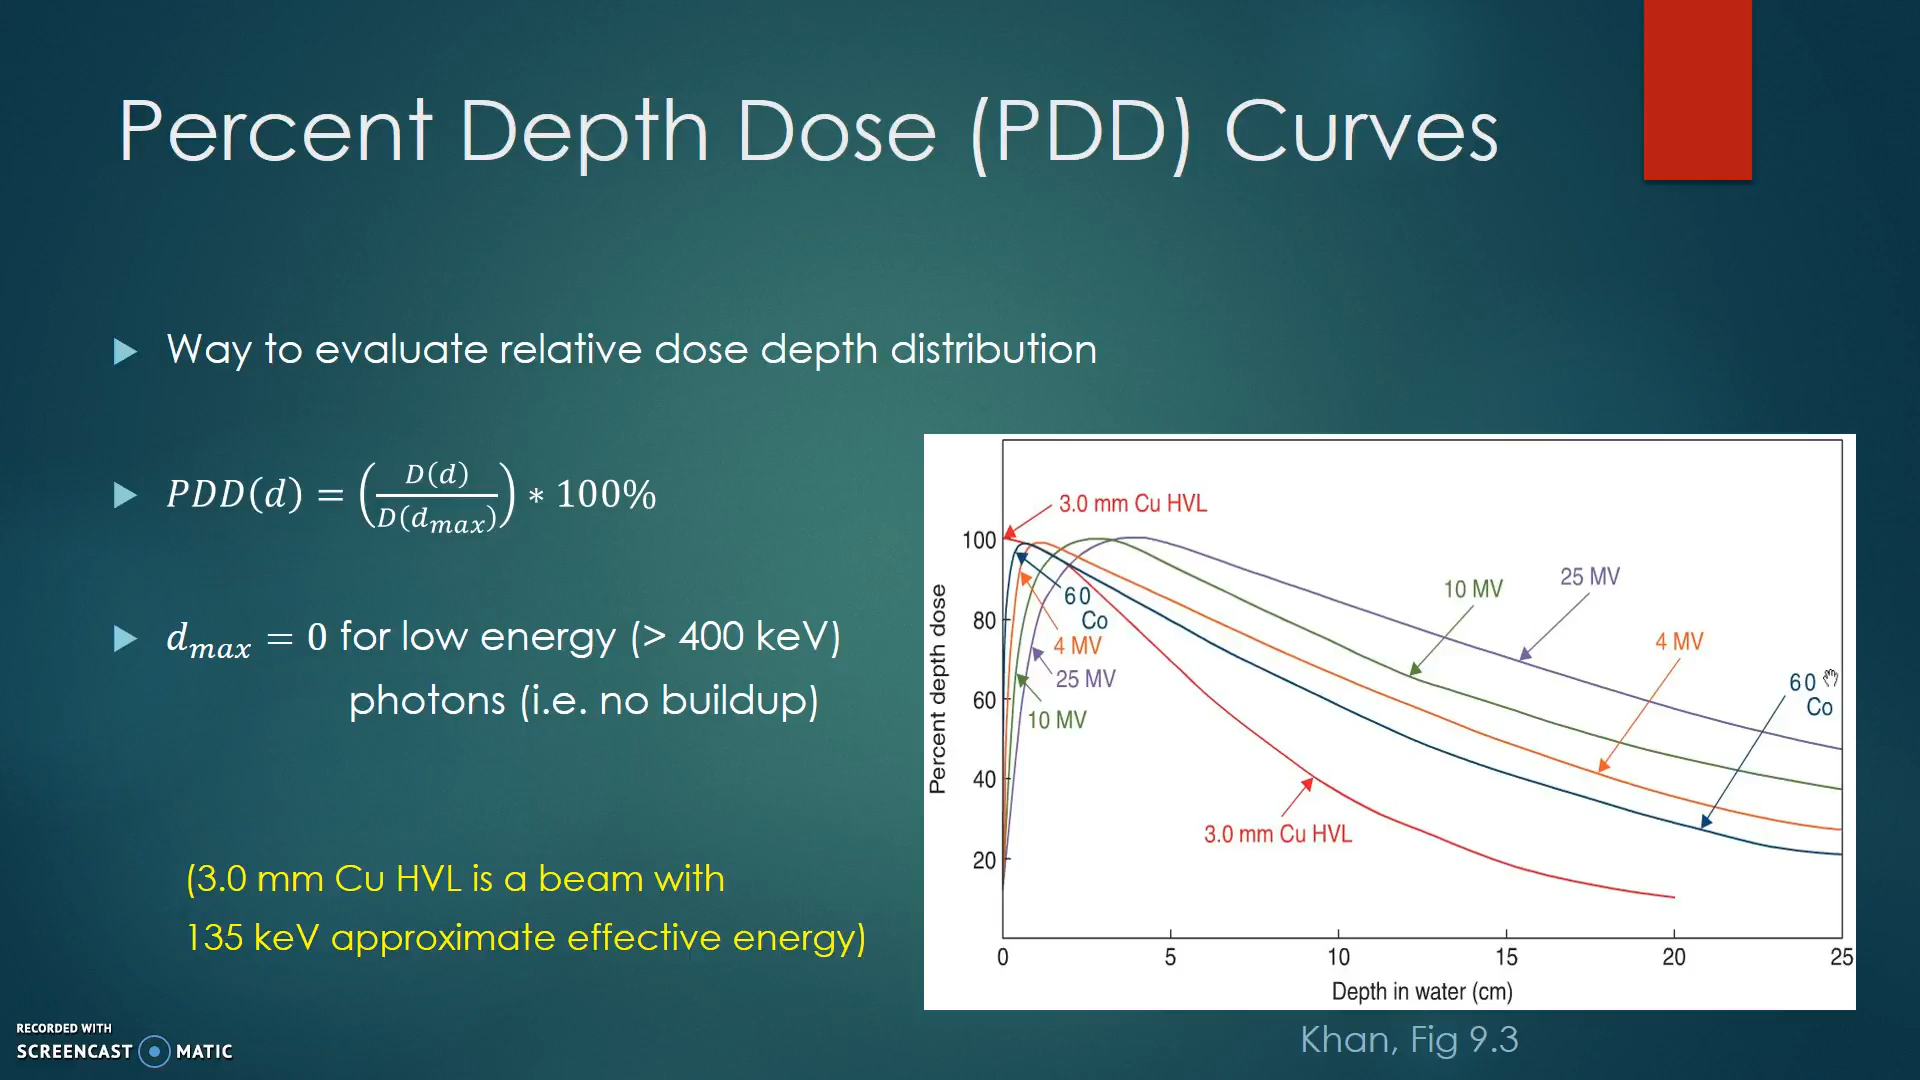 Percent Depth Dose (PDD) Curves
Way to evaluate relative dose depth distribution
PDD(d) = (D(d)/D(d_max)) * 100%
d_max = 0 for low energy (> 400 keV)
photons (i.e. no buildup)
(3.0 mm Cu HVL is a beam with
135 keV approximate effective energy)
3.0 mm Cu HVL
100
80
60
40
20
Percent depth dose
60
Co
4 MV
25 MV
10 MV
10 MV
25 MV
4 MV
60
Co
3.0 mm Cu HVL
0 5 10 15 20 25
Depth in water (cm)
Khan, Fig 9.3
RECORDED WITH
SCREENCAST MATIC